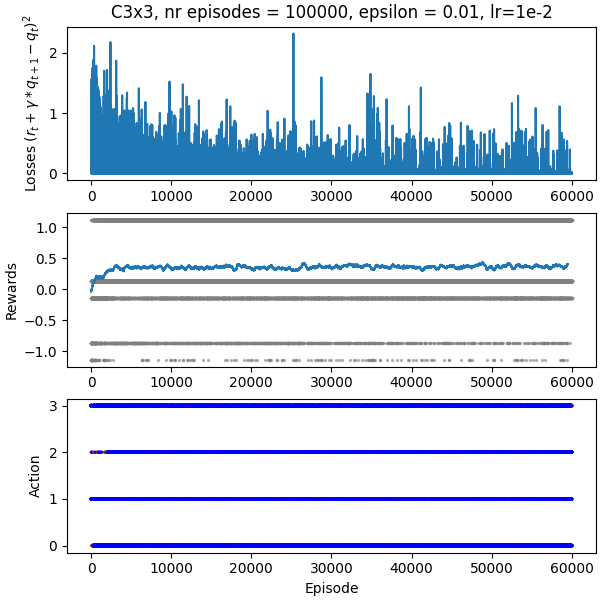 C3x3, nr episodes = 100000, epsilon = 0.01, lr=1e-2
Losses (r_t + γ * q_{t+1} − q_t)^2
2
1
0
0 10000 20000 30000 40000 50000 60000
Rewards
1.0
0.5
0.0
−0.5
−1.0
0 10000 20000 30000 40000 50000 60000
Action
3
2
1
0
0 10000 20000 30000 40000 50000 60000
Episode